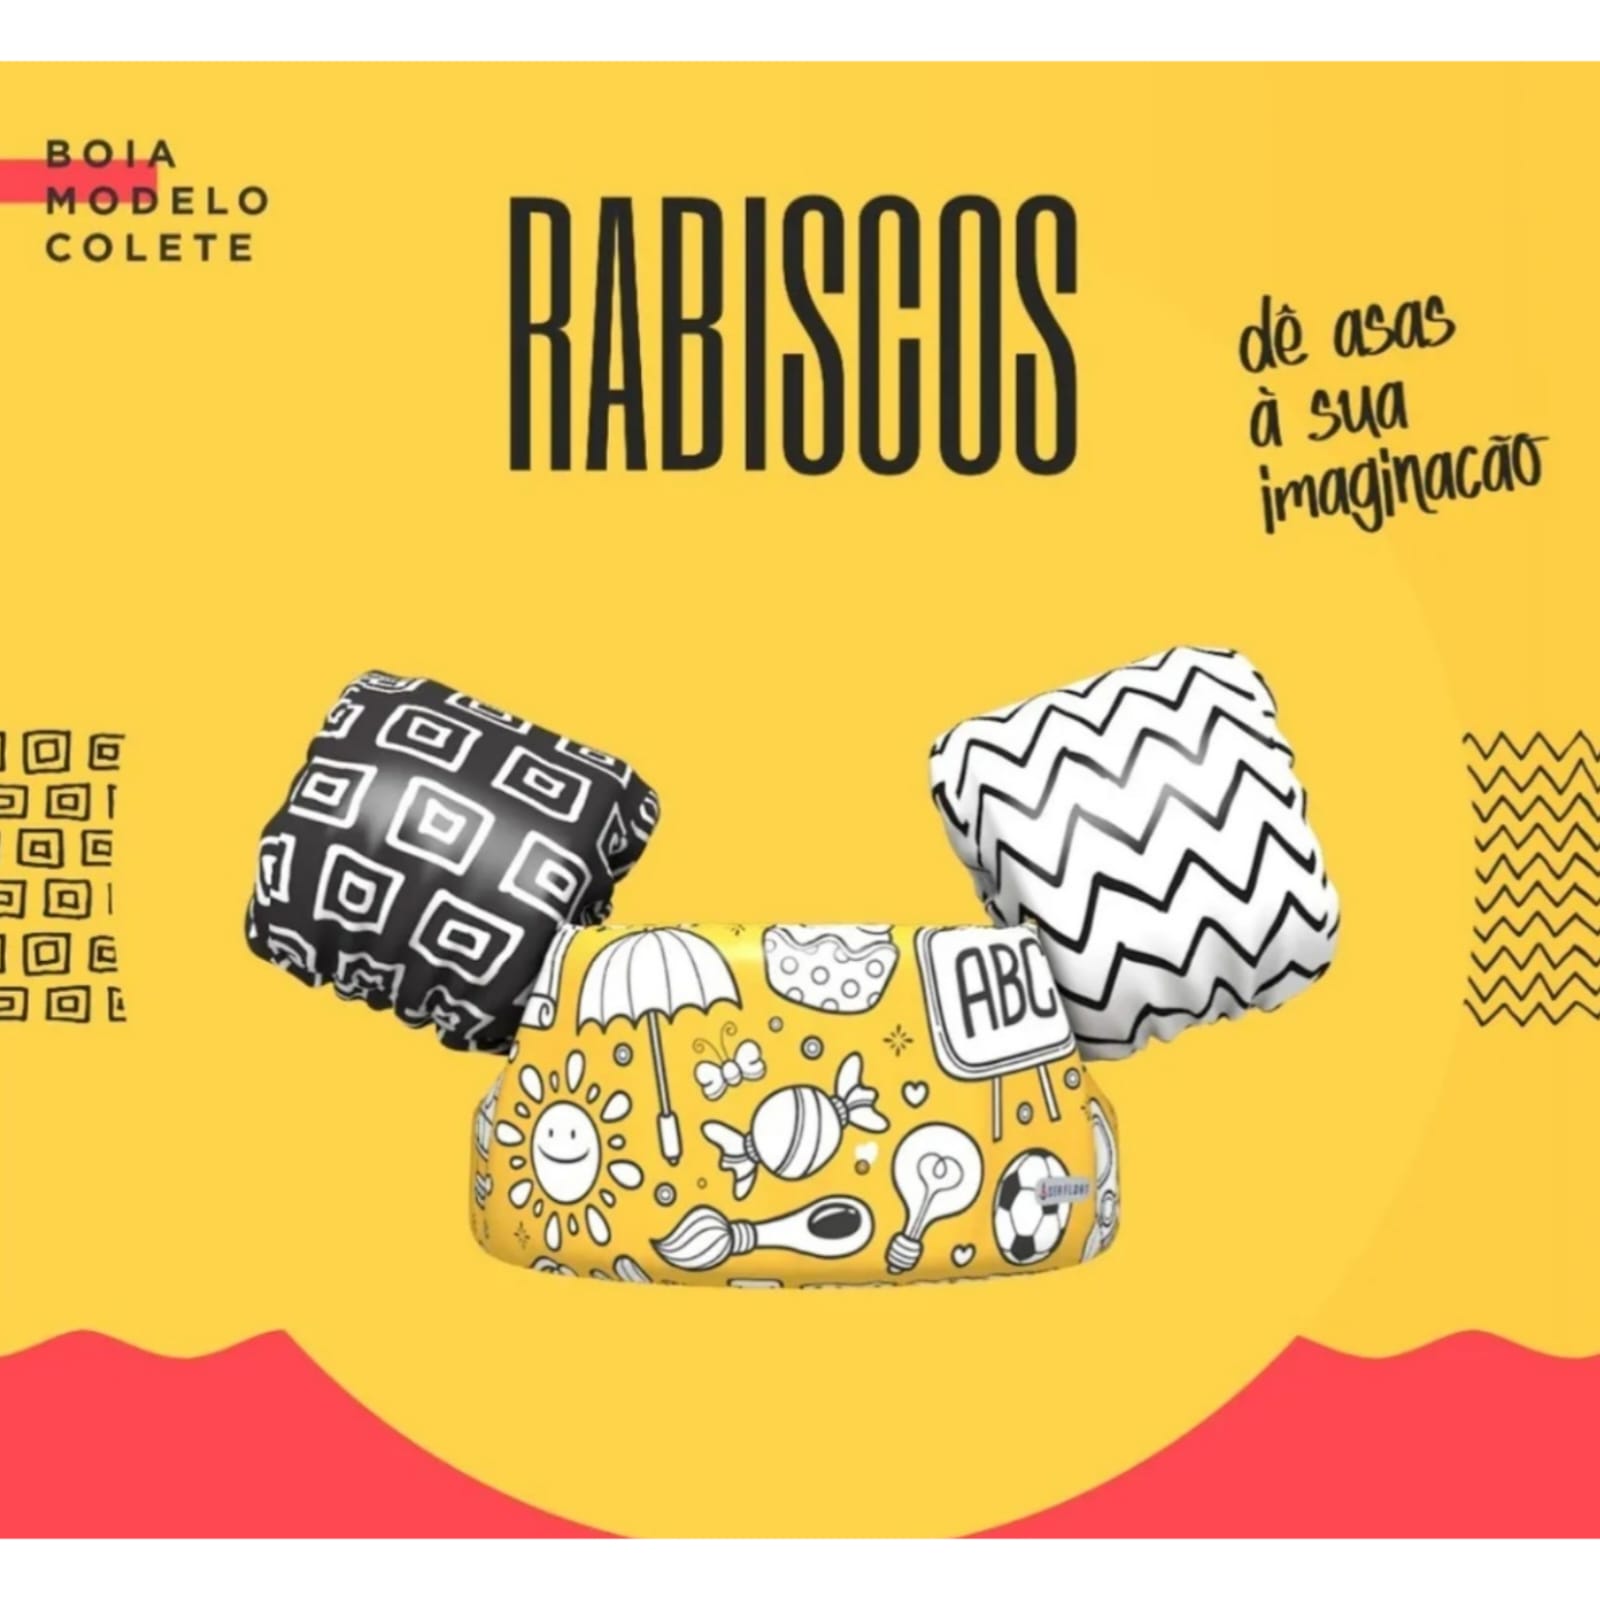 BOIA
MODELO
COLETE
RABISCOS
dê asas
à sua
imaginacão
ABC